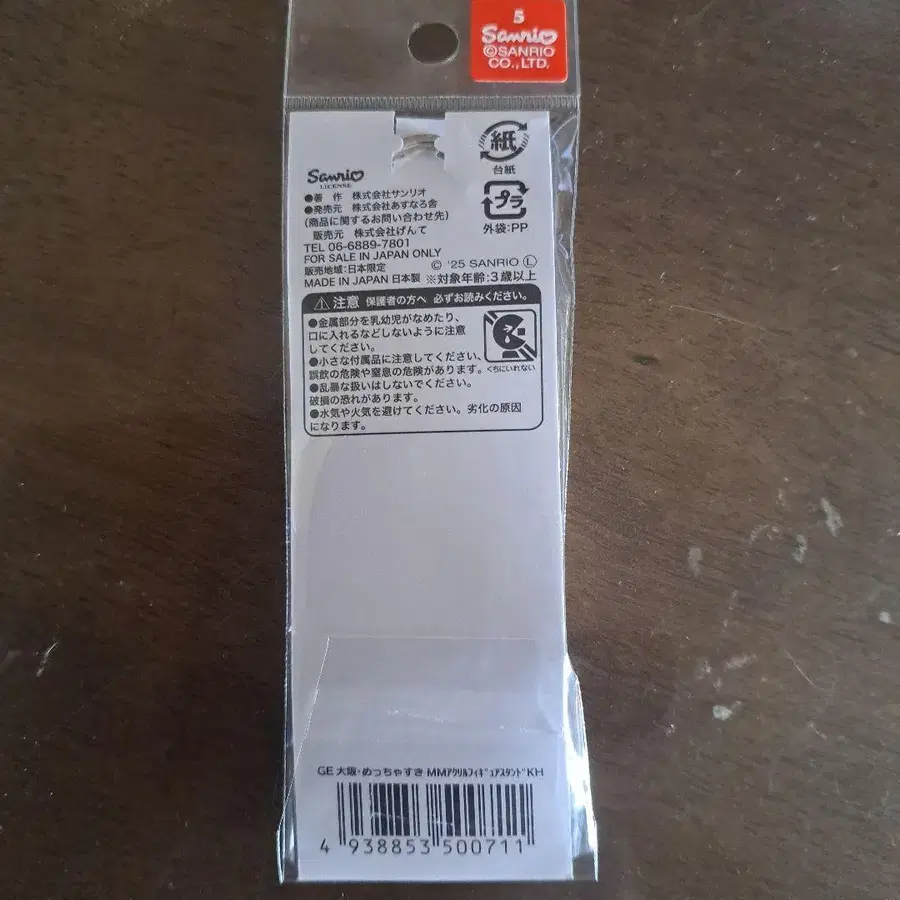 5
Sanrio
©SANRIO
CO.,LTD.
紙
台紙
プラ
外袋:PP
Sanrio
LICENSE
●著 作 株式会社サンリオ
●発売元 株式会社あすなろ舎
(商品に関するお問い合わせ先)
販売元 株式会社げんて
TEL 06-6889-7801
FOR SALE IN JAPAN ONLY
販売地域:日本限定 © '25 SANRIO Ⓛ
MADE IN JAPAN 日本製 ※対象年齢:3歳以上
⚠注意 保護者の方へ 必ずお読みください。
●金属部分を乳幼児がなめたり、
口に入れるなどしないように注意
してください。
●小さな付属品に注意してください、
誤飲の危険や窒息の危険があります。
くちにいれない
●乱暴な扱いはしないでください。
破損の恐れがあります。
●水気や火気を避けてください。劣化の原因
になります。
GE 大阪・めっちゃすき MMアクリルフィギュアスタンドKH
4 938853 500711